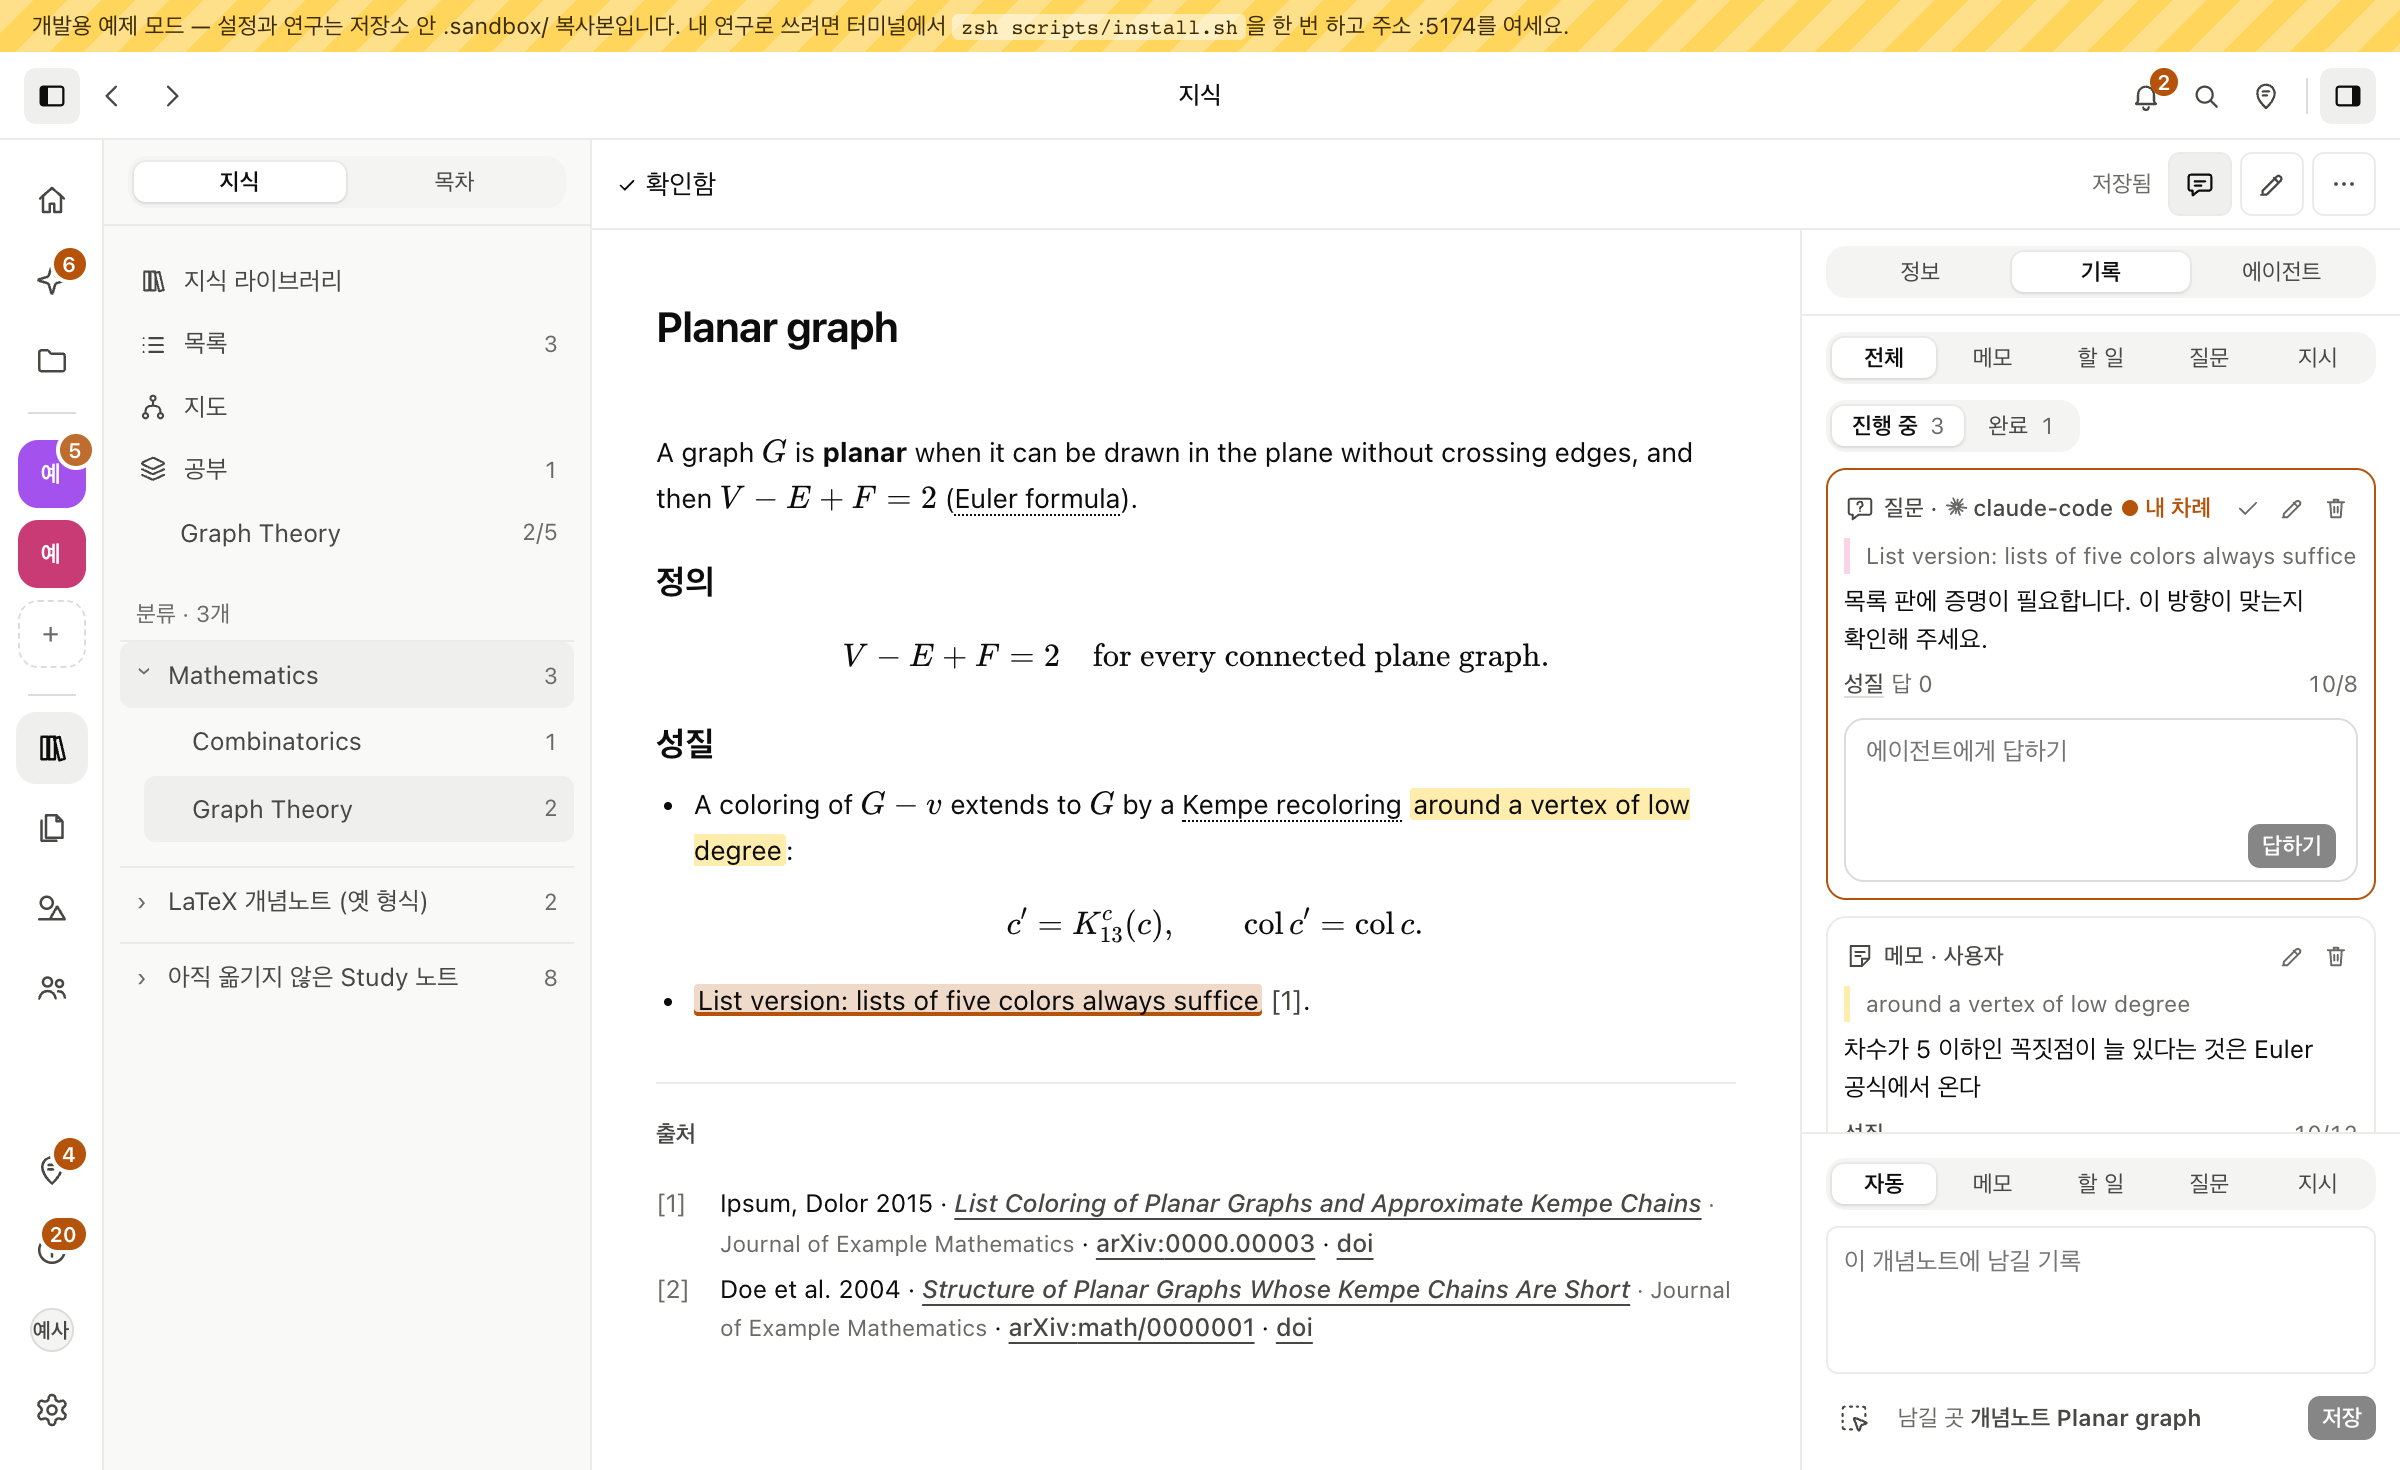 개발용 예제 모드 — 설정과 연구는 저장소 안 .sandbox/ 복사본입니다. 내 연구로 쓰려면 터미널에서 zsh scripts/install.sh을 한 번 하고 주소 :5174를 여세요.
지식
2
6
5
예
예
+
4
20
예사
지식
목차
지식 라이브러리
목록 3
지도
공부 1
Graph Theory 2/5
분류 · 3개
Mathematics 3
Combinatorics 1
Graph Theory 2
LaTeX 개념노트 (옛 형식) 2
아직 옮기지 않은 Study 노트 8
확인함
저장됨
Planar graph
A graph G is planar when it can be drawn in the plane without crossing edges, and
then V − E + F = 2 (Euler formula).
정의
V − E + F = 2 for every connected plane graph.
성질
• A coloring of G − v extends to G by a Kempe recoloring around a vertex of low
degree:
c′ = K^c_13(c), col c′ = col c.
• List version: lists of five colors always suffice [1].
출처
[1] Ipsum, Dolor 2015 · List Coloring of Planar Graphs and Approximate Kempe Chains ·
Journal of Example Mathematics · arXiv:0000.00003 · doi
[2] Doe et al. 2004 · Structure of Planar Graphs Whose Kempe Chains Are Short · Journal
of Example Mathematics · arXiv:math/0000001 · doi
정보 기록 에이전트
전체 메모 할 일 질문 지시
진행 중 3 완료 1
질문 · claude-code 내 차례
List version: lists of five colors always suffice
목록 판에 증명이 필요합니다. 이 방향이 맞는지
확인해 주세요.
성질 답 0 10/8
에이전트에게 답하기
답하기
메모 · 사용자
around a vertex of low degree
차수가 5 이하인 꼭짓점이 늘 있다는 것은 Euler
공식에서 온다
성질 10/12
자동 메모 할 일 질문 지시
이 개념노트에 남길 기록
남길 곳 개념노트 Planar graph
저장